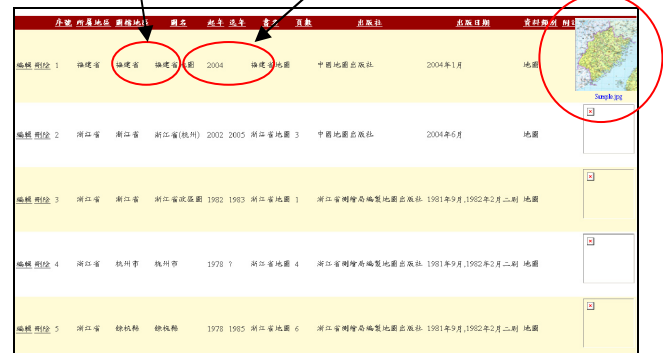 序號 所屬地區 圖檔地區 圖名 起年 迄年 書名 頁數 出版社 出版日期 資料類別 附
編輯 刪除 1 福建省 福建省 福建省地圖 2004 福建省地圖 中國地圖出版社 2004年1月 地圖
Sample.jpg
編輯 刪除 2 浙江省 浙江省 浙江省(杭州) 2002 2005 浙江省地圖 3 中國地圖出版社 2004年6月 地圖
編輯 刪除 3 浙江省 浙江省 浙江省政區圖 1982 1983 浙江省地圖 1 浙江省測繪局編製地圖出版社 1981年9月,1982年2月二刷 地圖
編輯 刪除 4 浙江省 杭州市 杭州市 1978 ? 浙江省地圖 4 浙江省測繪局編製地圖出版社 1981年9月,1982年2月二刷 地圖
編輯 刪除 5 浙江省 餘杭縣 餘杭縣 1978 1985 浙江省地圖 6 浙江省測繪局編製地圖出版社 1981年9月,1982年2月二刷 地圖